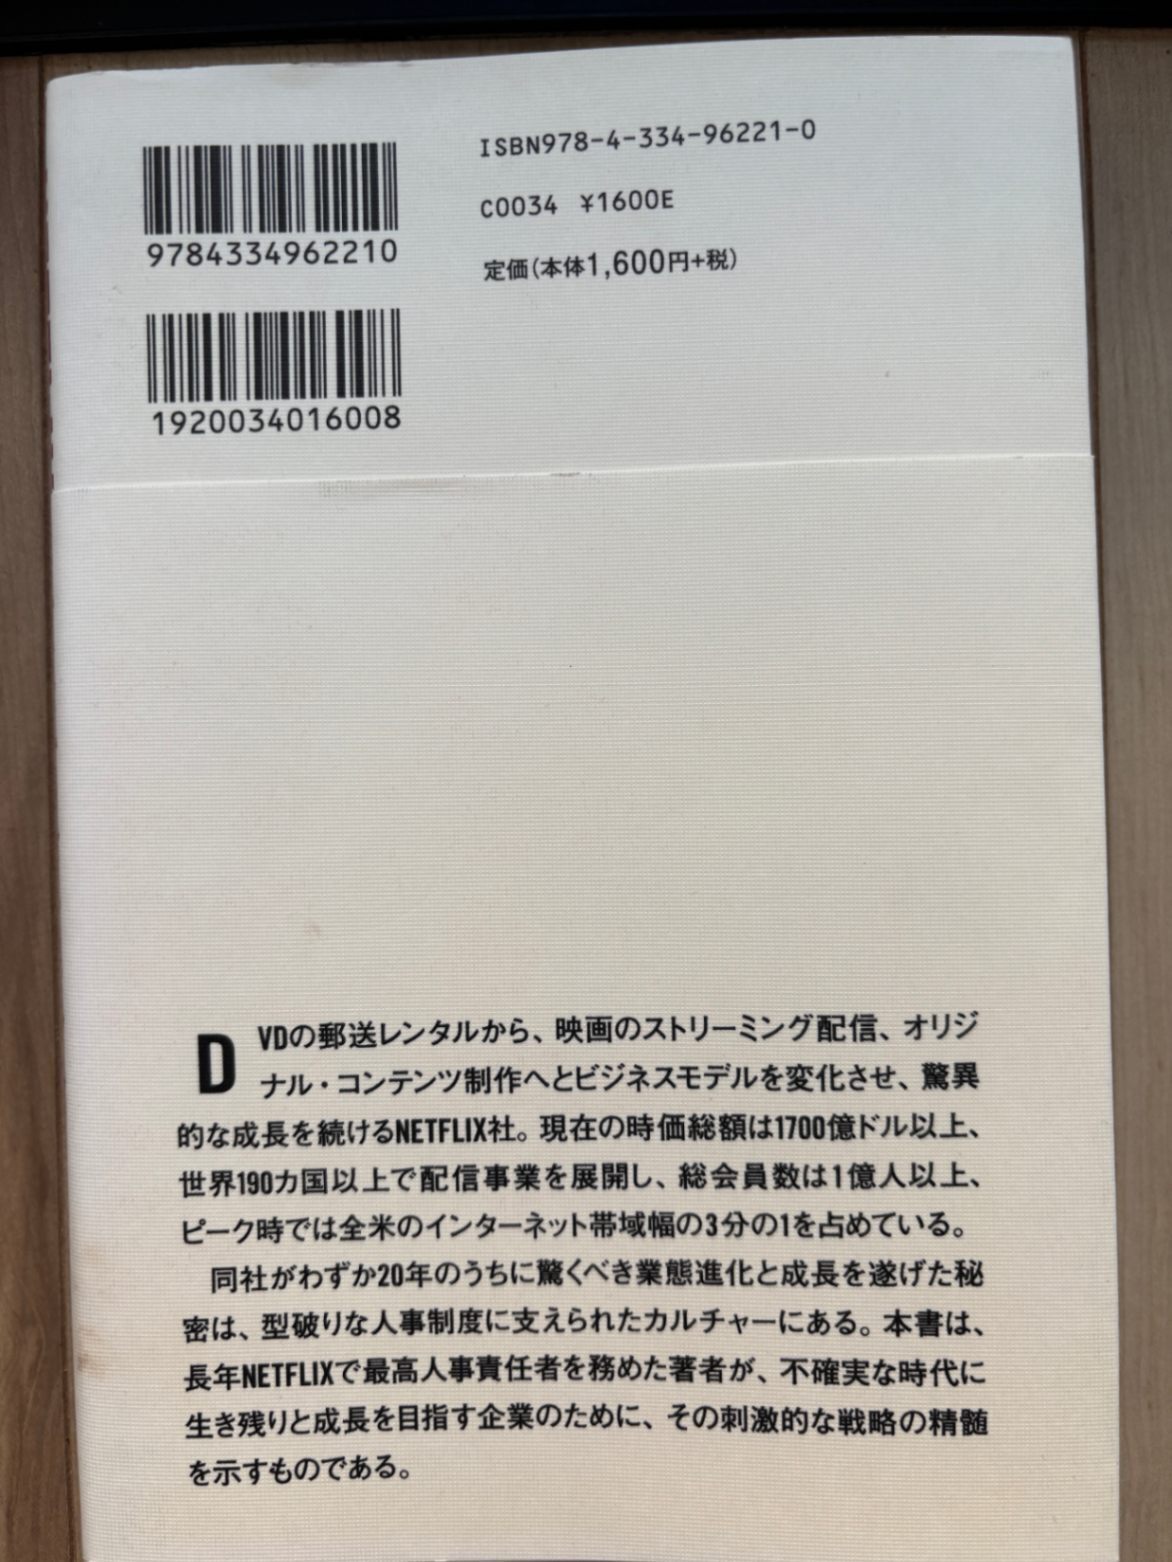 ISBN978-4-334-96221-0
C0034 ¥1600E
定価(本体1,600円+税)
9784334962210
1920034016008
DVDの郵送レンタルから、映画のストリーミング配信、オリジ
ナル・コンテンツ制作へとビジネスモデルを変化させ、驚異
的な成長を続けるNETFLIX社。現在の時価総額は1700億ドル以上、
世界190カ国以上で配信事業を展開し、総会員数は1億人以上、
ピーク時では全米のインターネット帯域幅の3分の1を占めている。
同社がわずか20年のうちに驚くべき業態進化と成長を遂げた秘
密は、型破りな人事制度に支えられたカルチャーにある。本書は、
長年NETFLIXで最高人事責任者を務めた著者が、不確実な時代に
生き残りと成長を目指す企業のために、その刺激的な戦略の精髄
を示すものである。